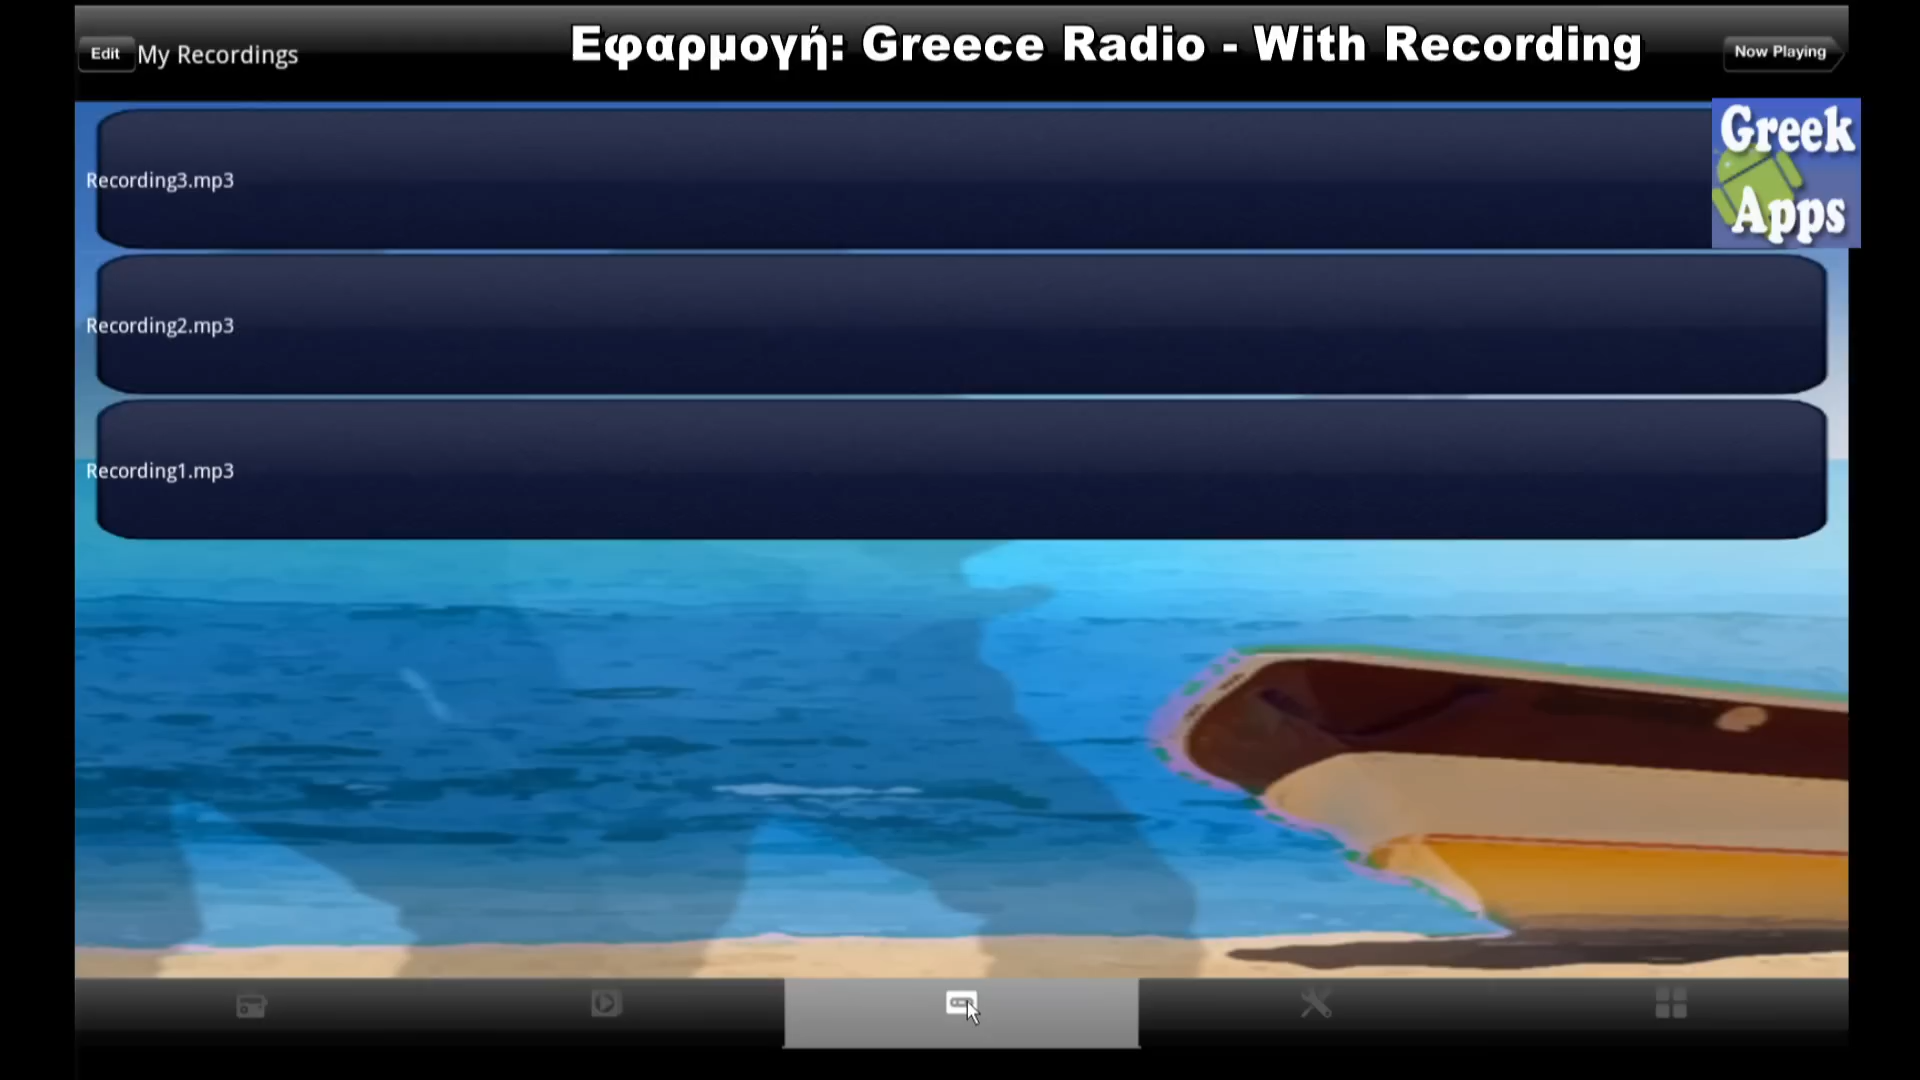 Edit
My Recordings
Εφαρμογή: Greece Radio - With Recording
Now Playing
Greek
Apps
Recording3.mp3
Recording2.mp3
Recording1.mp3